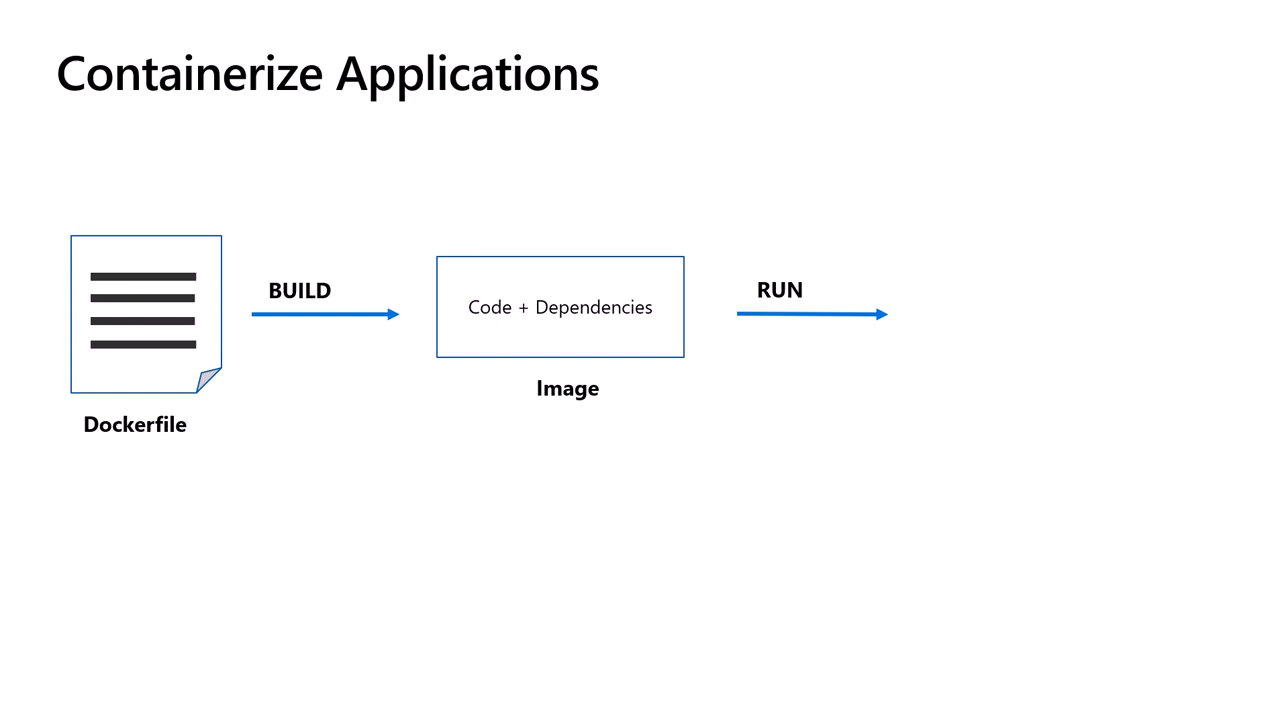 Containerize Applications
BUILD
RUN
Code + Dependencies
Image
Dockerfile